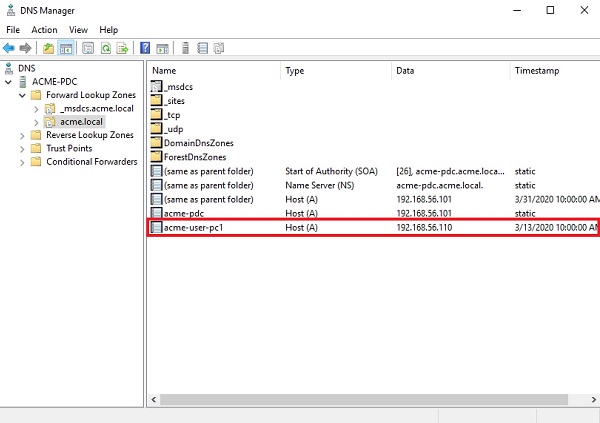 DNS Manager
File Action View Help
DNS
ACME-PDC
Forward Lookup Zones
_msdcs.acme.local
acme.local
Reverse Lookup Zones
Trust Points
Conditional Forwarders
Name Type Data Timestamp
_msdcs
_sites
_tcp
_udp
DomainDnsZones
ForestDnsZones
(same as parent folder) Start of Authority (SOA) [26], acme-pdc.acme.loca... static
(same as parent folder) Name Server (NS) acme-pdc.acme.local. static
(same as parent folder) Host (A) 192.168.56.101 3/31/2020 10:00:00 AM
acme-pdc Host (A) 192.168.56.101 static
acme-user-pc1 Host (A) 192.168.56.110 3/13/2020 10:00:00 AM